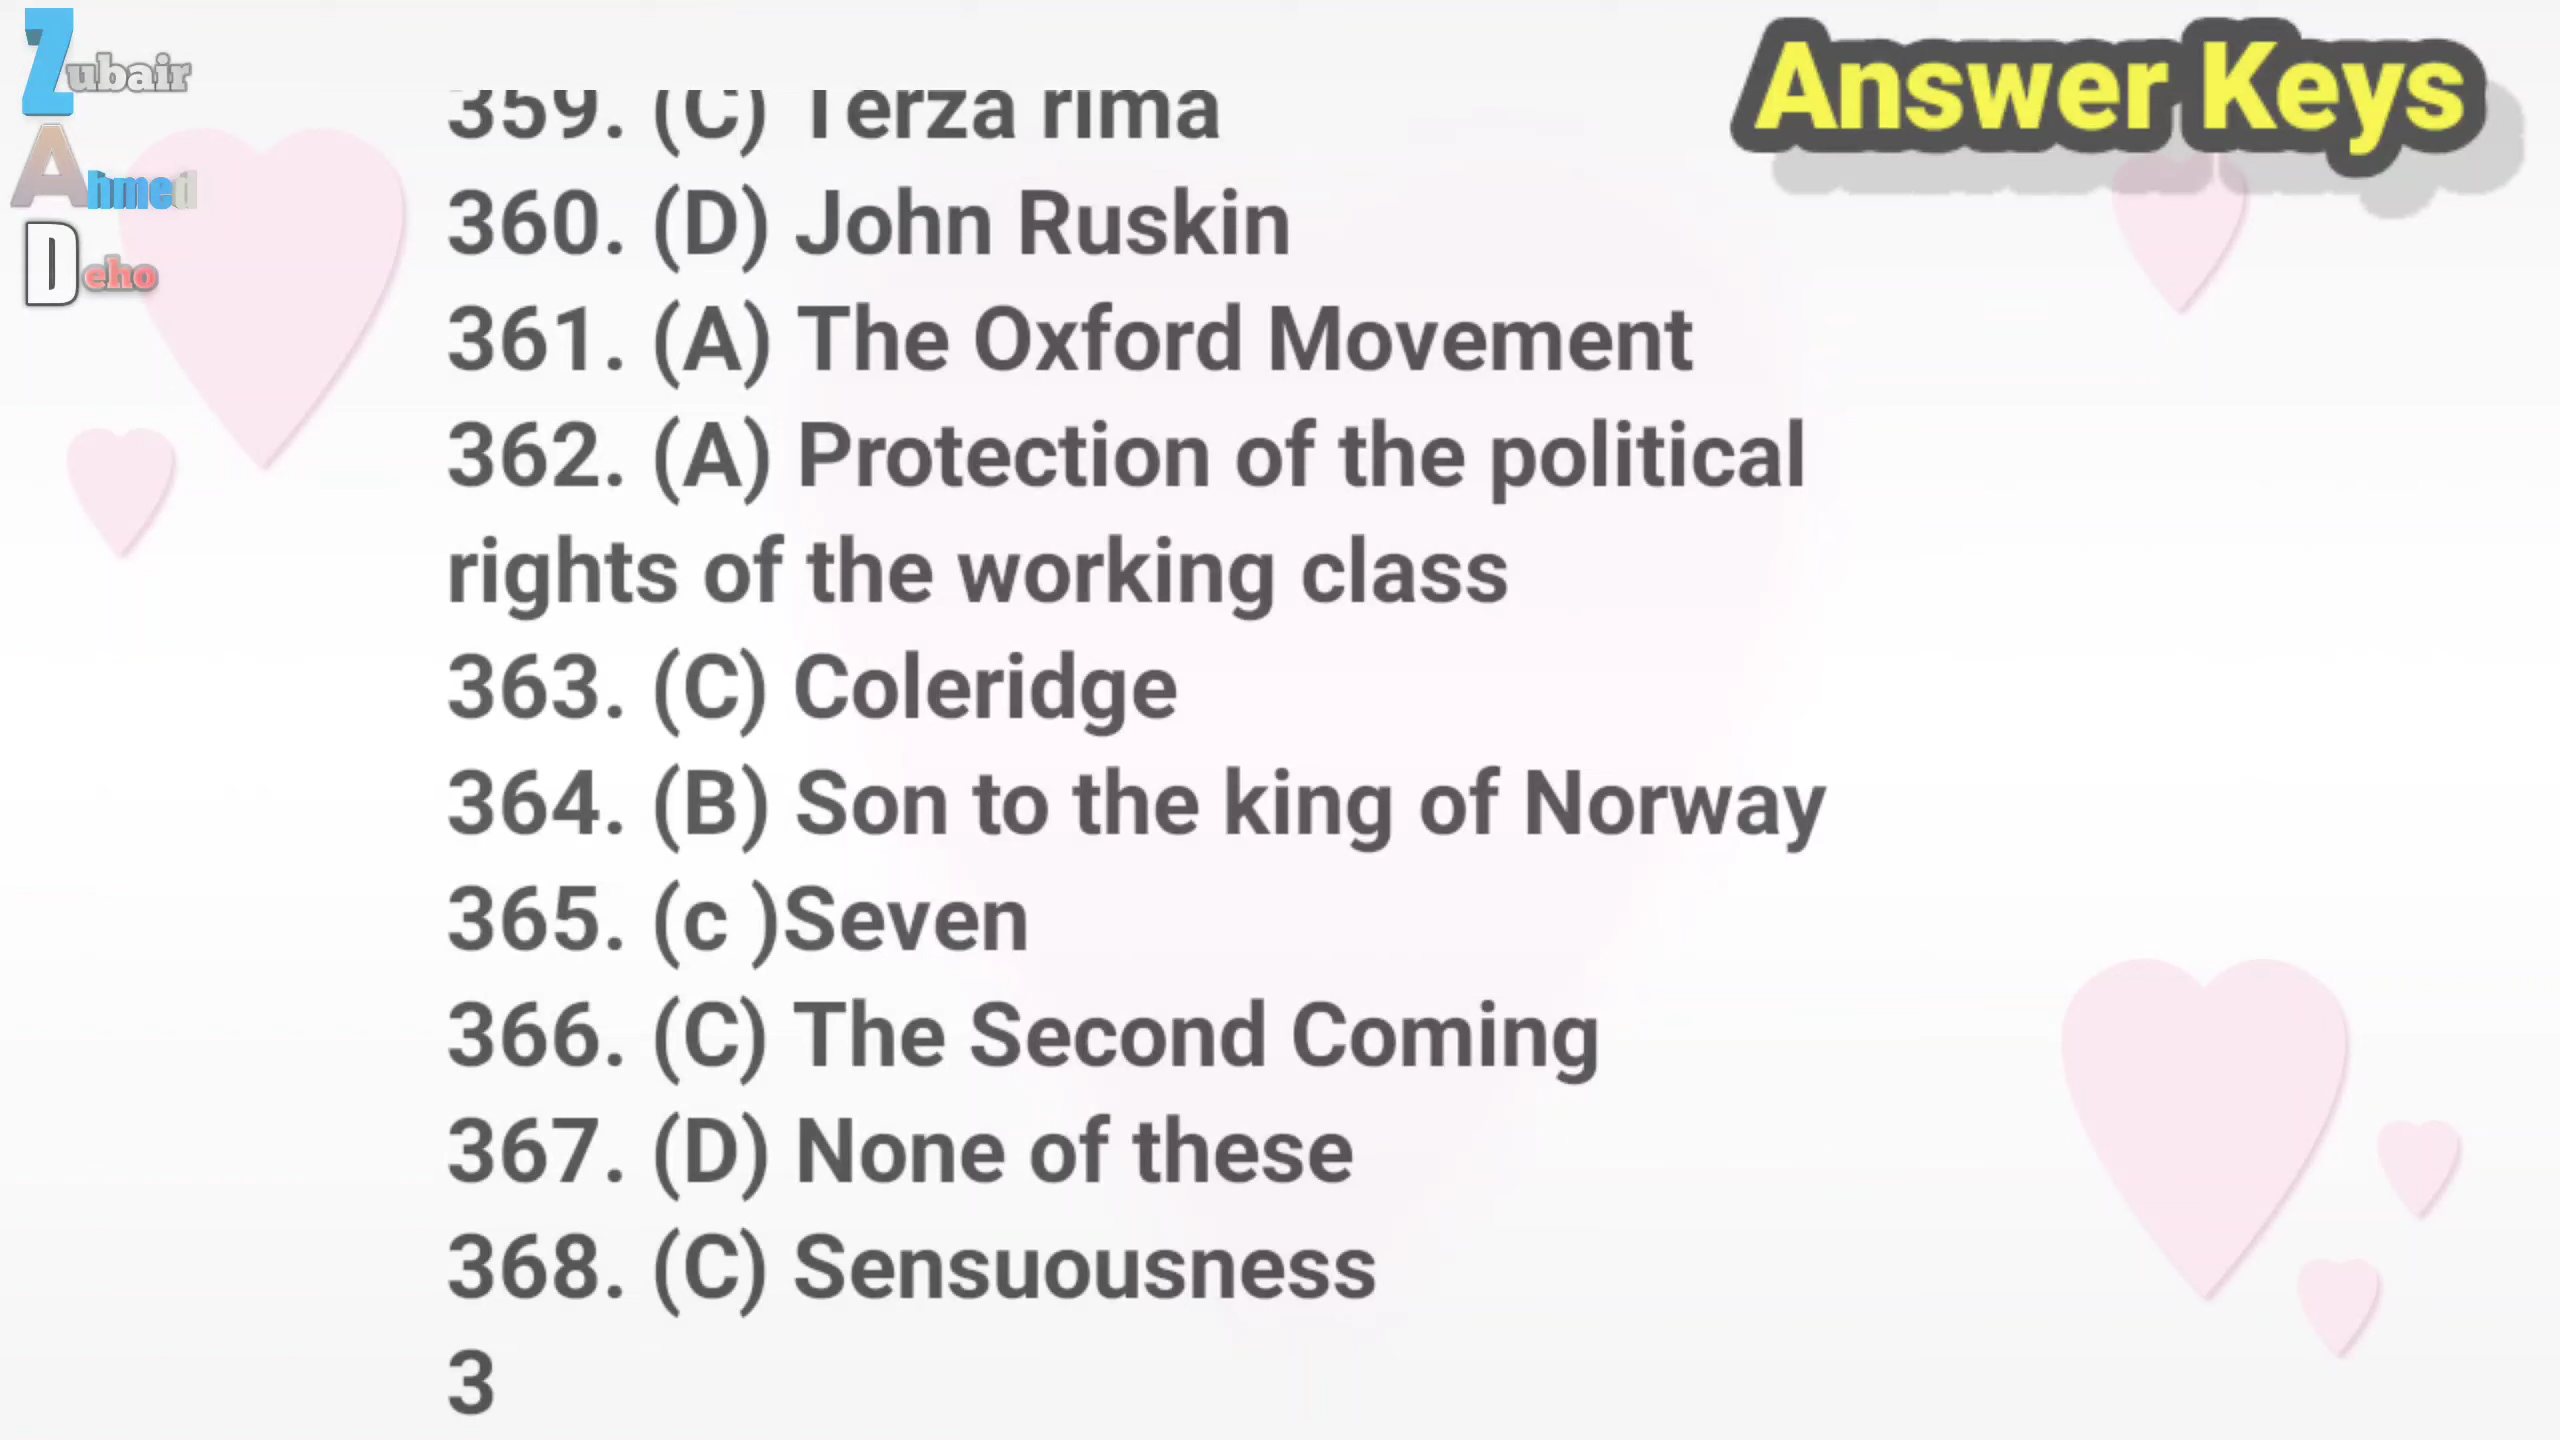 Zubair
Ahmed
Deho
Answer Keys
359. (C) Terza rima
360. (D) John Ruskin
361. (A) The Oxford Movement
362. (A) Protection of the political
rights of the working class
363. (C) Coleridge
364. (B) Son to the king of Norway
365. (c )Seven
366. (C) The Second Coming
367. (D) None of these
368. (C) Sensuousness
3